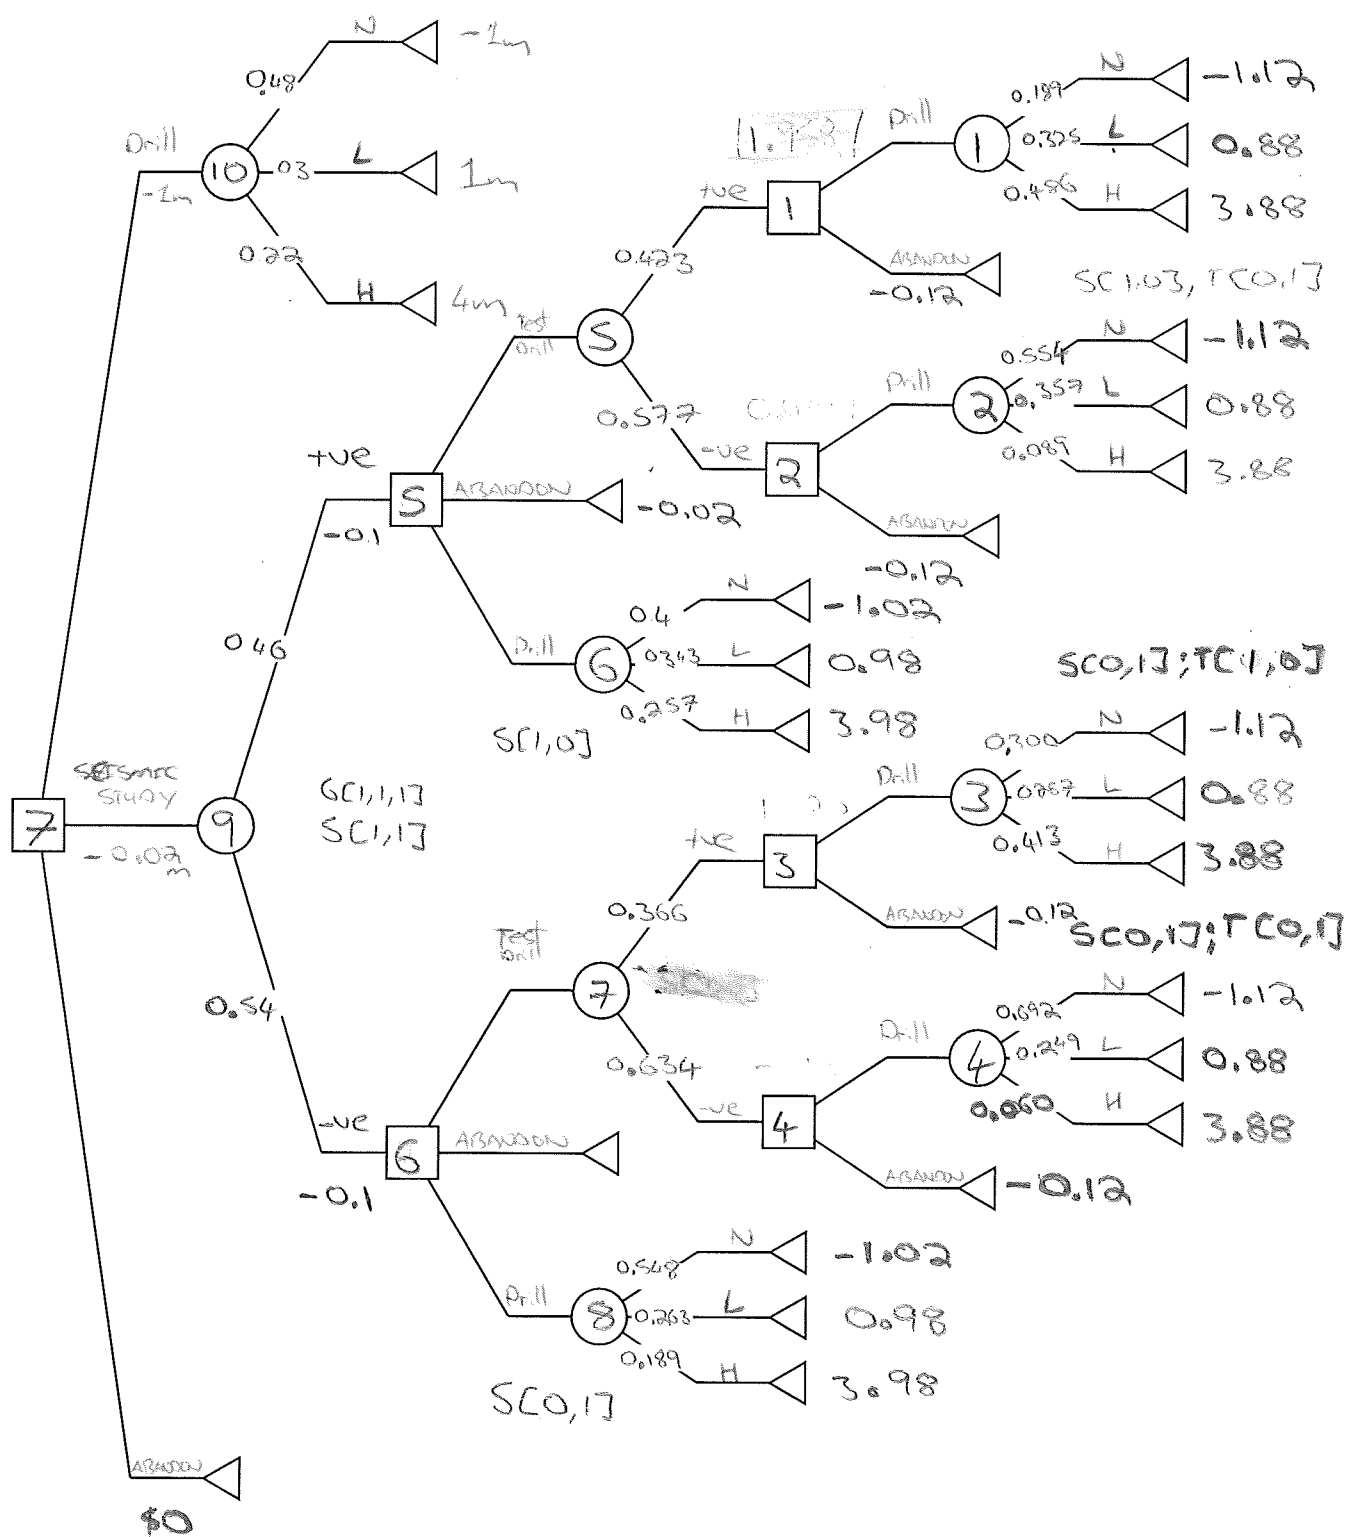 N
-1m
0.48
Drill
10
-1m
03
L
1m
0.22
H
4m
1.958
+ve
1
Drill
1
0.189
N
-1.12
0.325
L
0.88
0.486
H
3.88
ABANDON
-0.12
0.423
S[1,0], T[0,1]
Test
Drill
5
0.577
-ve
2
Drill
2
0.554
N
-1.12
0.357
L
0.88
0.089
H
3.88
ABANDON
-0.12
+ve
5
-0.1
ABANDON
-0.02
0.46
Drill
6
0.4
N
-1.02
0.343
L
0.98
0.257
H
3.98
S[1,0]
S[0,1];T[1,0]
SEISMIC
STUDY
7
-0.02
m
9
G[1,1,1]
S[1,1]
+ve
3
Drill
3
0.300
N
-1.12
0.267
L
0.88
0.413
H
3.88
ABANDON
-0.12
S[0,1];T[0,1]
0.366
Test
Drill
7
0.634
0.54
-ve
4
Drill
4
0.692
N
-1.12
0.249
L
0.88
0.060
H
3.88
ABANDON
-0.12
-ve
6
-0.1
ABANDON
Drill
8
0.548
N
-1.02
0.263
L
0.98
0.189
H
3.98
S[0,1]
ABANDON
$0